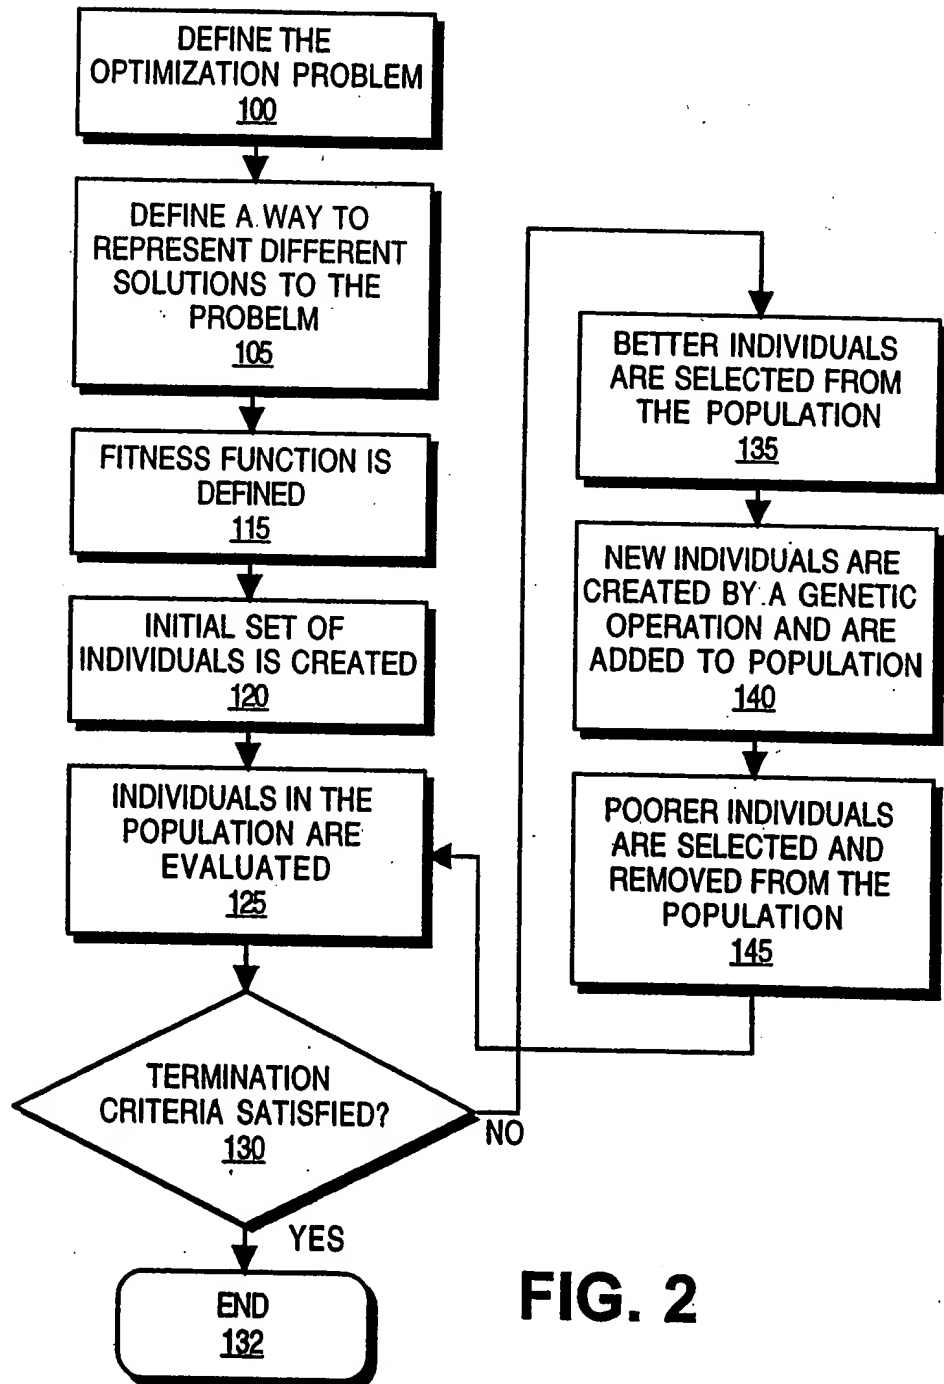 DEFINE THE
OPTIMIZATION PROBLEM
100
DEFINE A WAY TO
REPRESENT DIFFERENT
SOLUTIONS TO THE
PROBELM
105
FITNESS FUNCTION IS
DEFINED
115
INITIAL SET OF
INDIVIDUALS IS CREATED
120
INDIVIDUALS IN THE
POPULATION ARE
EVALUATED
125
TERMINATION
CRITERIA SATISFIED?
130
NO
YES
END
132
BETTER INDIVIDUALS
ARE SELECTED FROM
THE POPULATION
135
NEW INDIVIDUALS ARE
CREATED BY A GENETIC
OPERATION AND ARE
ADDED TO POPULATION
140
POORER INDIVIDUALS
ARE SELECTED AND
REMOVED FROM THE
POPULATION
145
FIG. 2